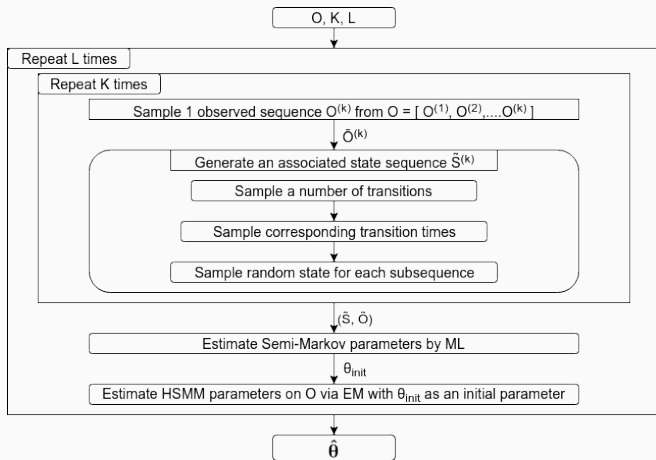 O, K, L
Repeat L times
Repeat K times
Sample 1 observed sequence O⁽ᵏ⁾ from O = [ O⁽¹⁾, O⁽²⁾,....O⁽ᵏ⁾ ]
Õ⁽ᵏ⁾
Generate an associated state sequence S̃⁽ᵏ⁾
Sample a number of transitions
Sample corresponding transition times
Sample random state for each subsequence
(S̃, Õ)
Estimate Semi-Markov parameters by ML
θinit
Estimate HSMM parameters on O via EM with θinit as an initial parameter
θ̂